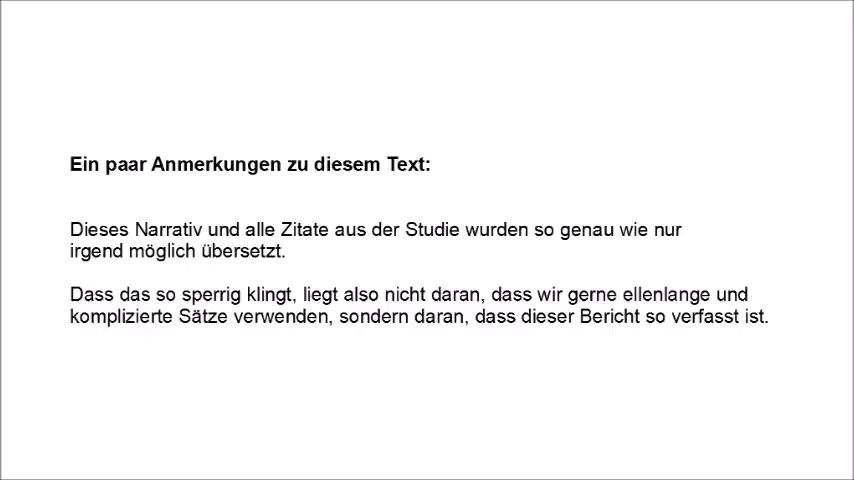 Ein paar Anmerkungen zu diesem Text:
Dieses Narrativ und alle Zitate aus der Studie wurden so genau wie nur
irgend möglich übersetzt.
Dass das so sperrig klingt, liegt also nicht daran, dass wir gerne ellenlange und
komplizierte Sätze verwenden, sondern daran, dass dieser Bericht so verfasst ist.